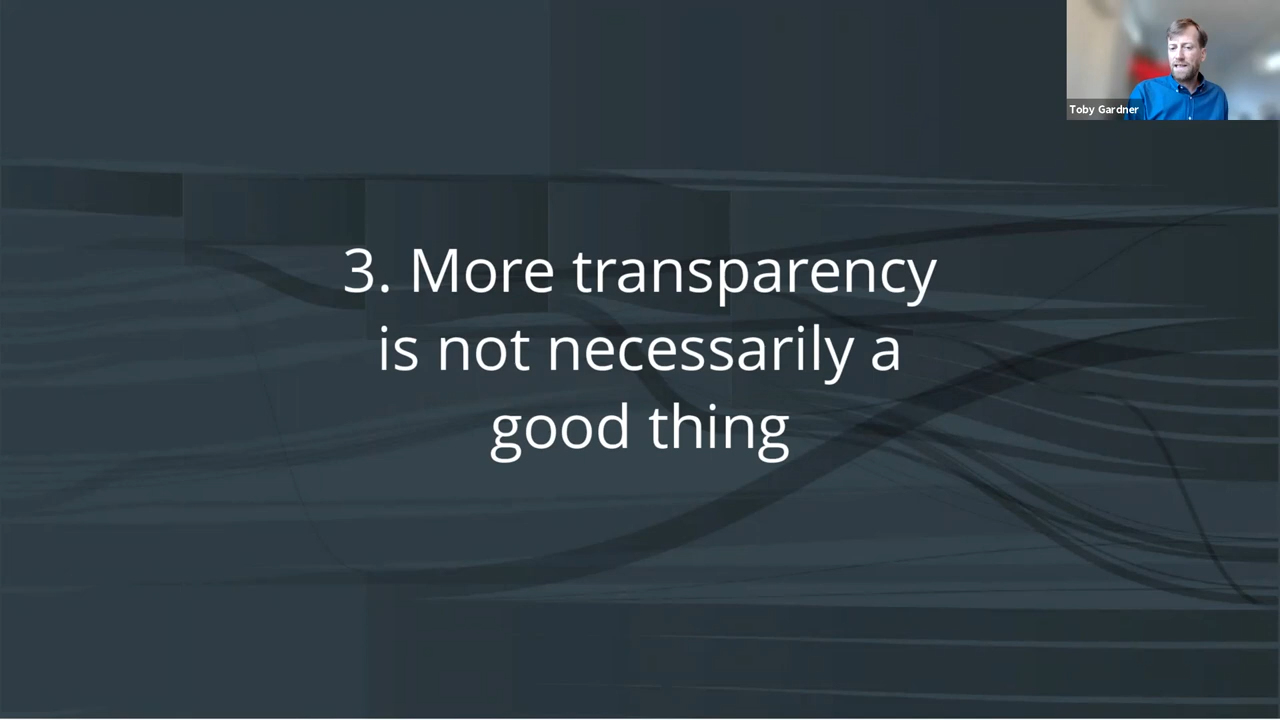 Toby Gardner
3. More transparency
is not necessarily a
good thing